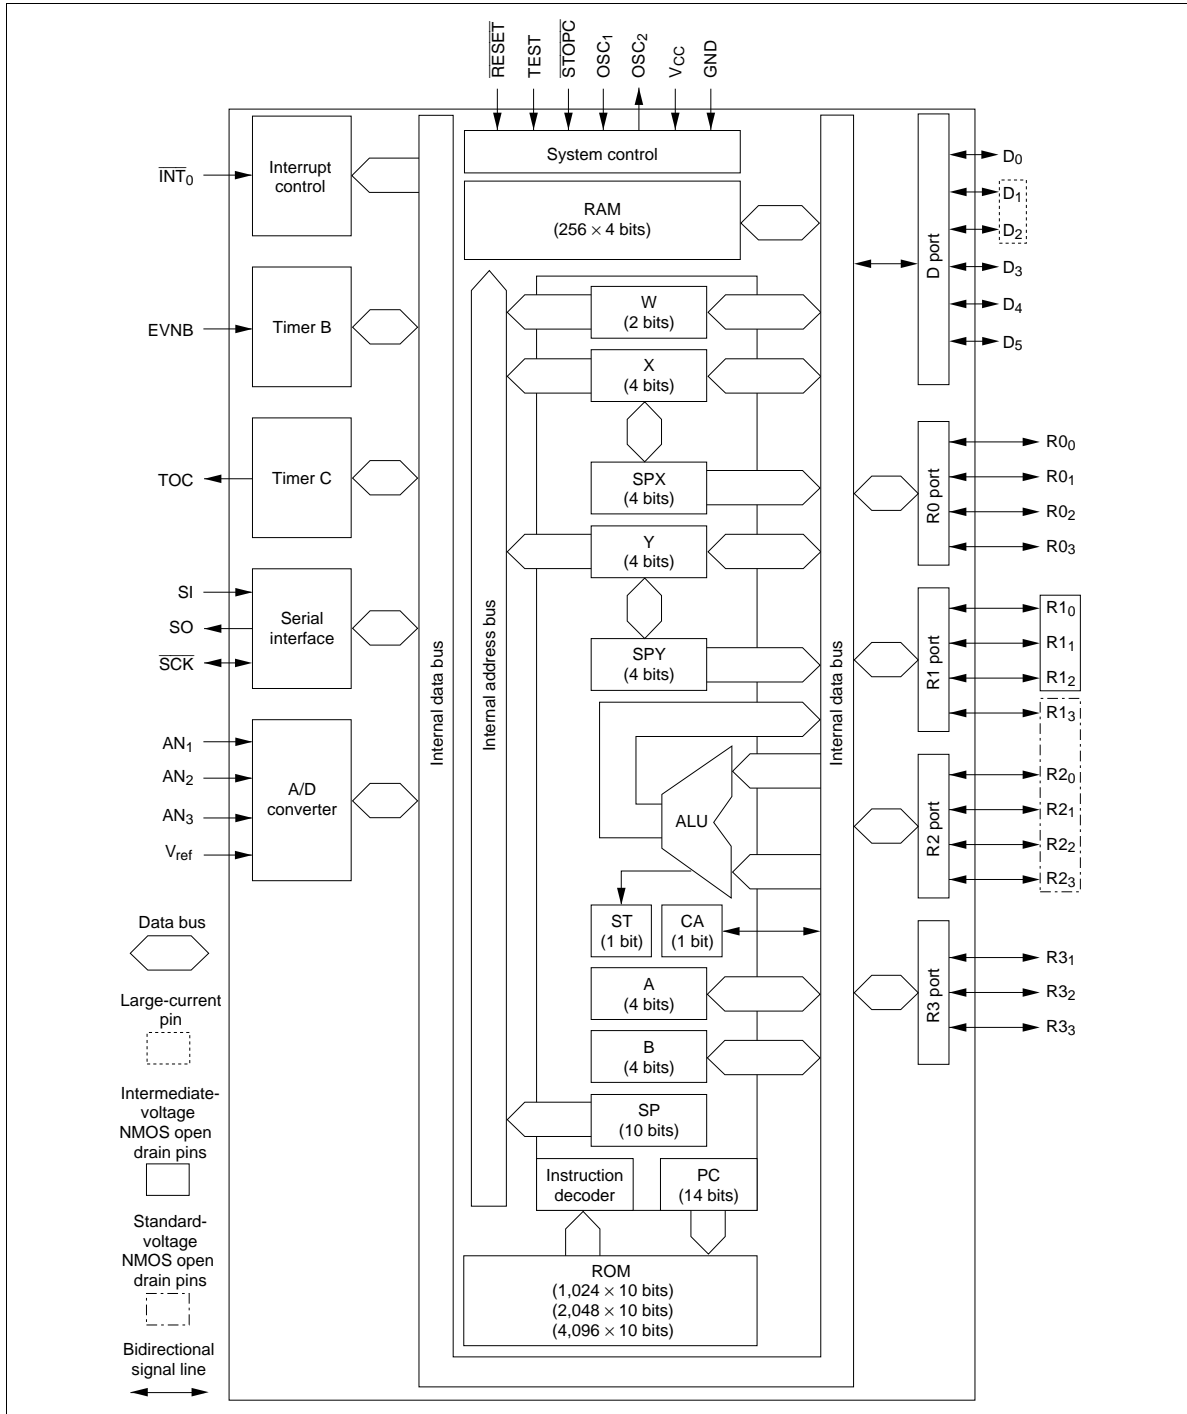 RESET
TEST
STOPC
OSC1
OSC2
VCC
GND
System control
RAM
(256 × 4 bits)
INT0
Interrupt
control
EVNB
Timer B
TOC
Timer C
SI
SO
SCK
Serial
interface
AN1
AN2
AN3
Vref
A/D
converter
Internal data bus
Internal address bus
W
(2 bits)
X
(4 bits)
SPX
(4 bits)
Y
(4 bits)
SPY
(4 bits)
ALU
ST
(1 bit)
CA
(1 bit)
A
(4 bits)
B
(4 bits)
SP
(10 bits)
Instruction
decoder
PC
(14 bits)
ROM
(1,024 × 10 bits)
(2,048 × 10 bits)
(4,096 × 10 bits)
Internal data bus
D port
D0
D1
D2
D3
D4
D5
R0 port
R00
R01
R02
R03
R1 port
R10
R11
R12
R13
R2 port
R20
R21
R22
R23
R3 port
R31
R32
R33
Data bus
Large-current
pin
Intermediate-
voltage
NMOS open
drain pins
Standard-
voltage
NMOS open
drain pins
Bidirectional
signal line